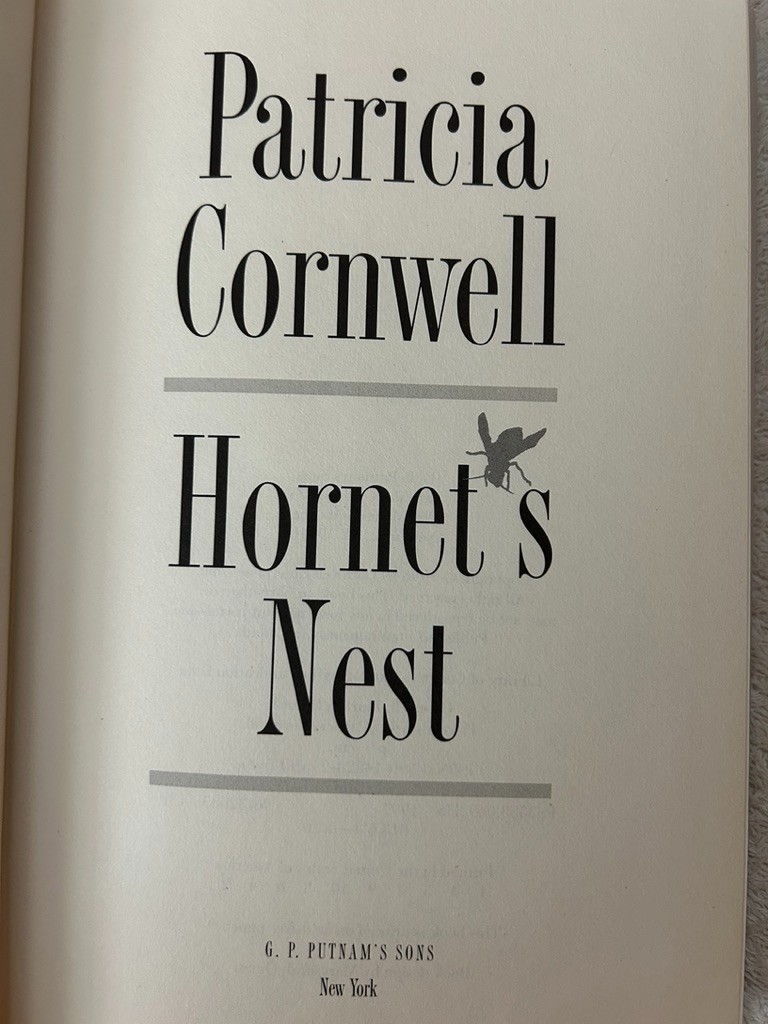 Patricia
Cornwell
Hornet s
Nest
G. P. PUTNAM'S SONS
New York